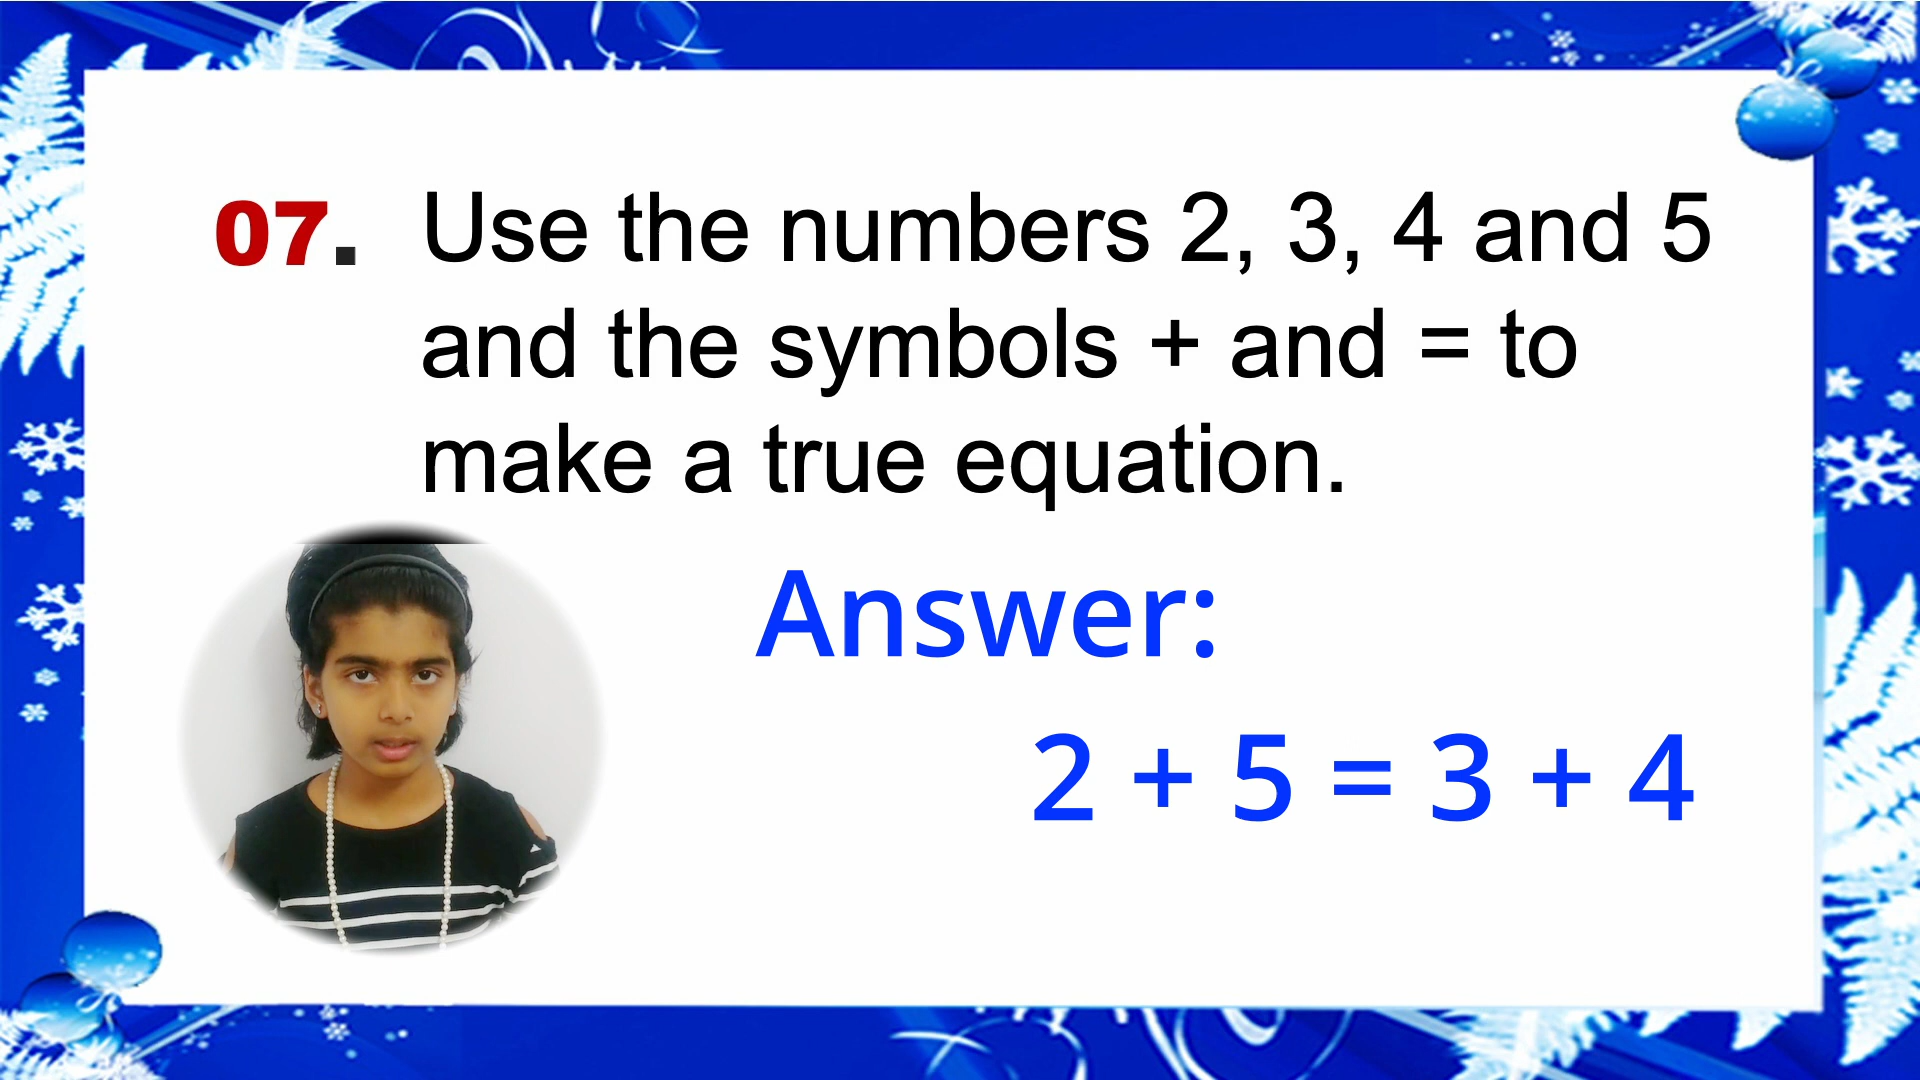 07. Use the numbers 2, 3, 4 and 5
and the symbols + and = to
make a true equation.
Answer:
2 + 5 = 3 + 4